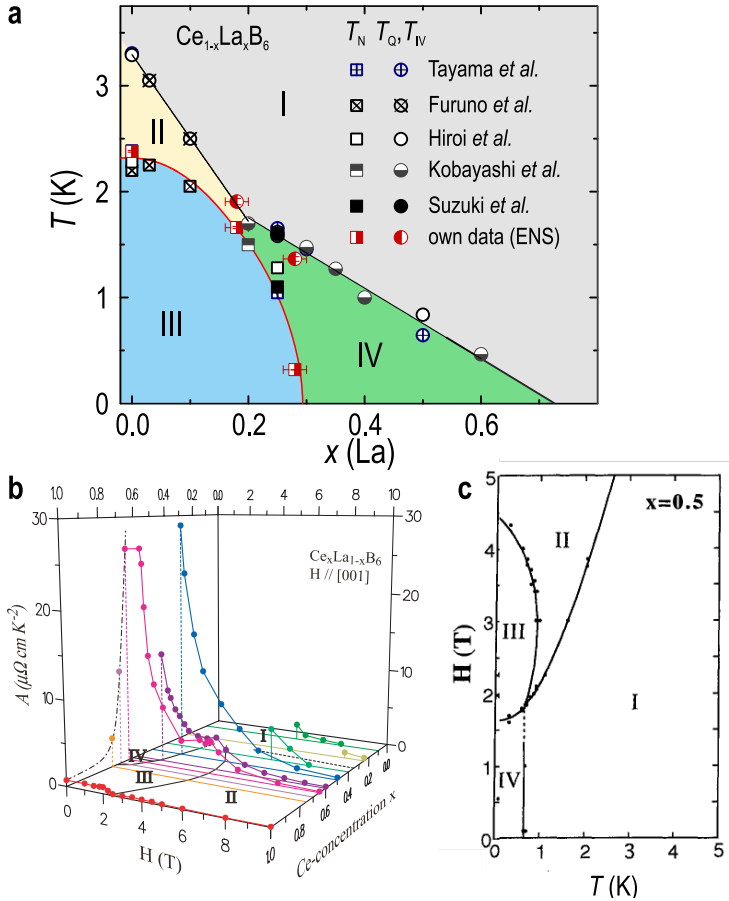 a
Ce1-xLaxB6
TN TQ, TIV
Tayama et al.
Furuno et al.
Hiroi et al.
Kobayashi et al.
Suzuki et al.
own data (ENS)
I
II
III
IV
3
2
1
0
T (K)
0.0 0.2 0.4 0.6
x (La)
b
1.0 0.8 0.6 0.4 0.2 0.0 0 2 4 6 8 10
30
20
10
0
A (μΩ cm K-2)
30
20
10
0
CexLa1-xB6
H // [001]
I
IV
III
II
0 2 4 6 8
H (T)
1.0 0.8 0.6 0.4 0.2 0.0
Ce-concentration x
c
x=0.5
5
4
3
2
1
0
H (T)
II
III
I
IV
0 1 2 3 4 5
T (K)